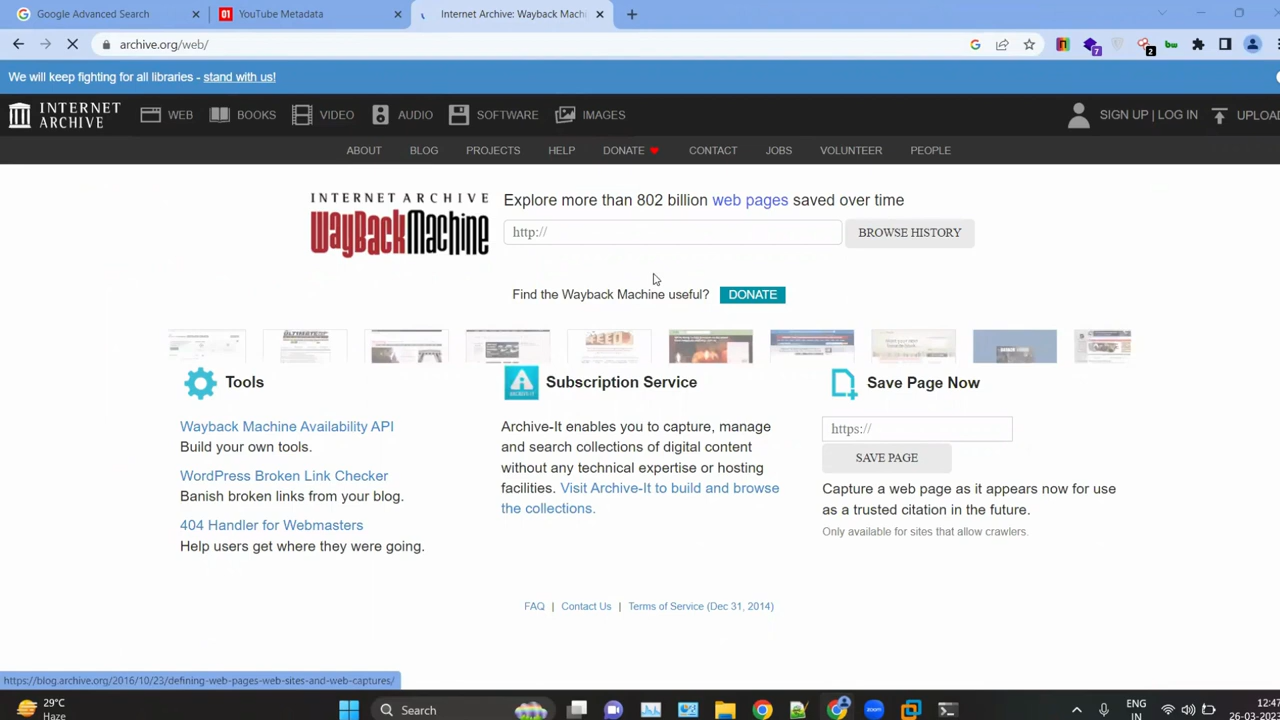 Google Advanced Search
YouTube Metadata
Internet Archive: Wayback Machi
archive.org/web/
7
2
We will keep fighting for all libraries - stand with us!
INTERNET ARCHIVE
WEB
BOOKS
VIDEO
AUDIO
SOFTWARE
IMAGES
SIGN UP | LOG IN
UPLOA
ABOUT
BLOG
PROJECTS
HELP
DONATE
CONTACT
JOBS
VOLUNTEER
PEOPLE
INTERNET ARCHIVE
WayBackMachine
Explore more than 802 billion web pages saved over time
http://
BROWSE HISTORY
Find the Wayback Machine useful?
DONATE
Tools
Wayback Machine Availability API
Build your own tools.
WordPress Broken Link Checker
Banish broken links from your blog.
404 Handler for Webmasters
Help users get where they were going.
Subscription Service
Archive-It enables you to capture, manage
and search collections of digital content
without any technical expertise or hosting
facilities. Visit Archive-It to build and browse
the collections.
Save Page Now
https://
SAVE PAGE
Capture a web page as it appears now for use
as a trusted citation in the future.
Only available for sites that allow crawlers.
FAQ | Contact Us | Terms of Service (Dec 31, 2014)
https://blog.archive.org/2016/10/23/defining-web-pages-web-sites-and-web-captures/
29°C
Haze
Search
zoom
ENG
IN
12:47
26-03-202